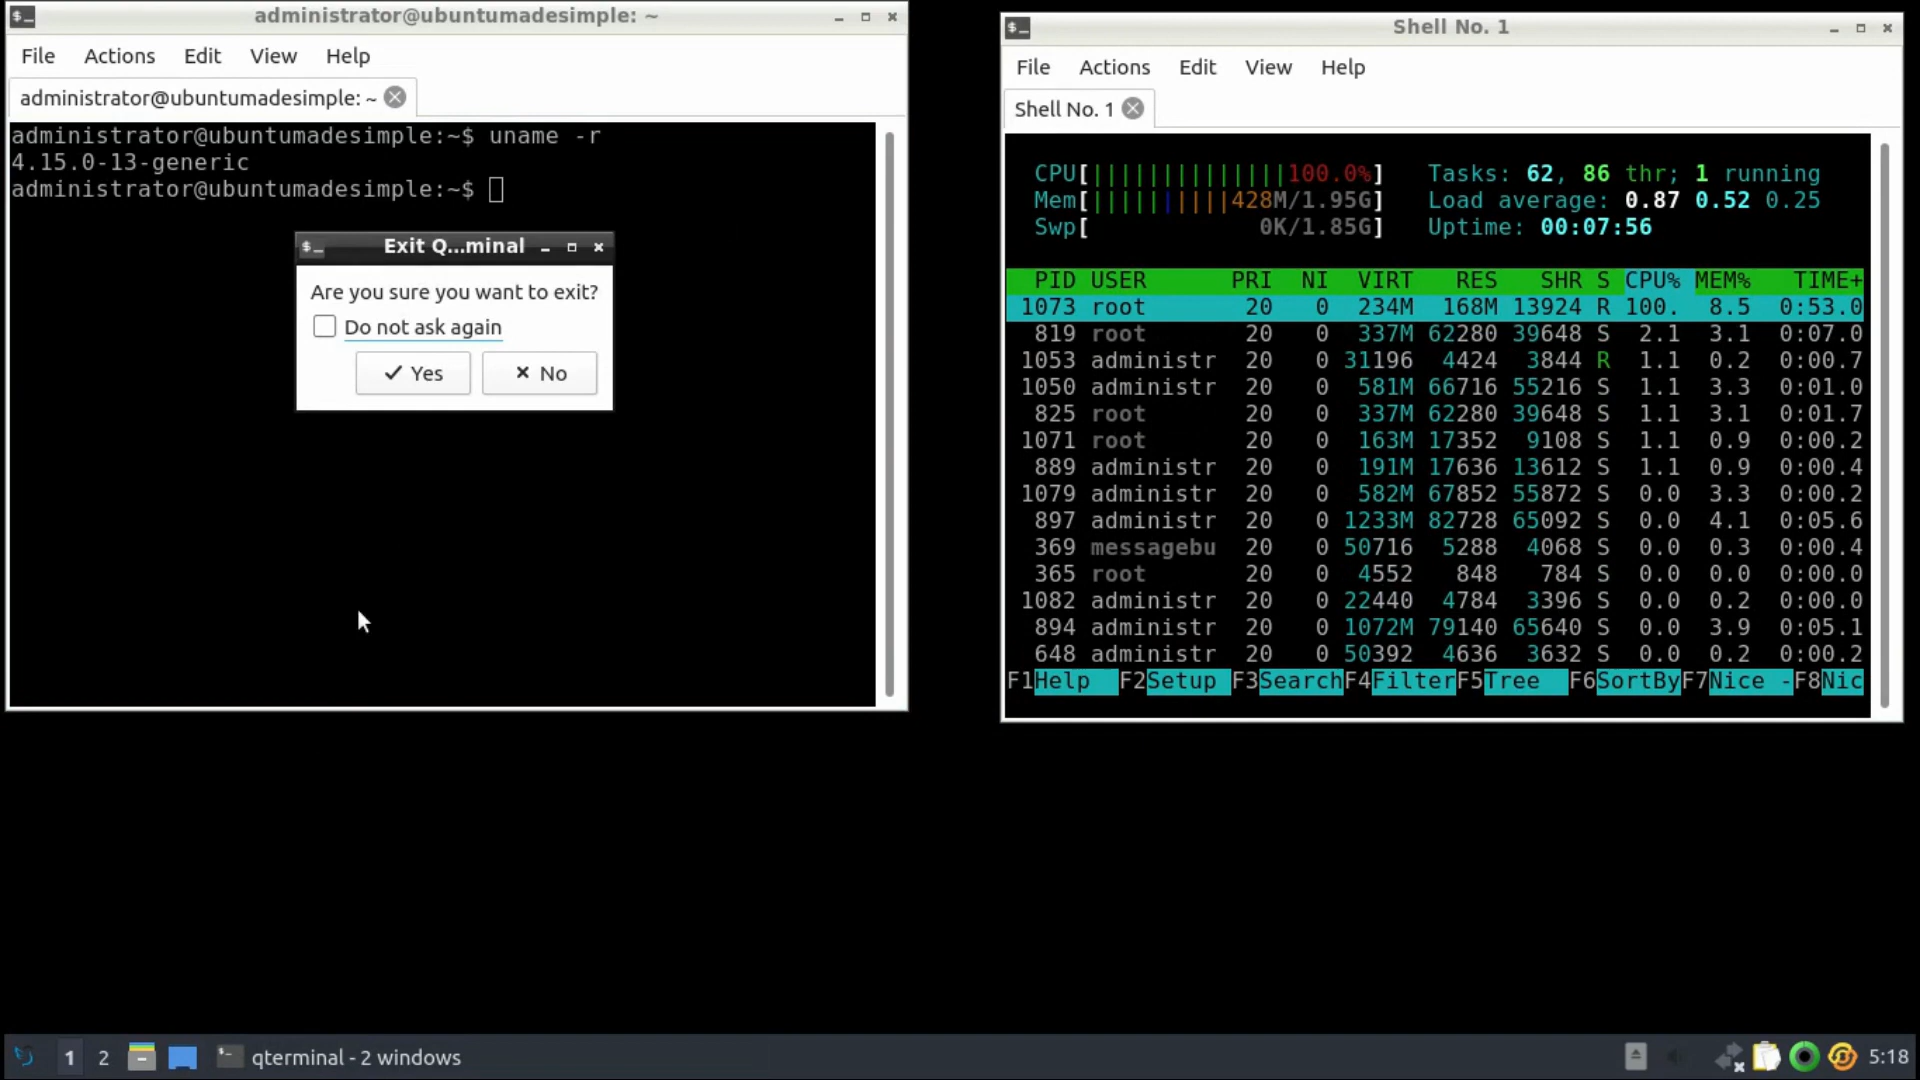 administrator@ubuntumadesimple: ~
File Actions Edit View Help
administrator@ubuntumadesimple: ~
administrator@ubuntumadesimple:~$ uname -r
4.15.0-13-generic
administrator@ubuntumadesimple:~$
Exit Q...minal
Are you sure you want to exit?
Do not ask again
Yes No
Shell No. 1
File Actions Edit View Help
Shell No. 1
CPU[||||||||||||||100.0%] Tasks: 62, 86 thr; 1 running
Mem[||||||||||428M/1.95G] Load average: 0.87 0.52 0.25
Swp[ 0K/1.85G] Uptime: 00:07:56
PID USER PRI NI VIRT RES SHR S CPU% MEM% TIME+
1073 root 20 0 234M 168M 13924 R 100. 8.5 0:53.0
819 root 20 0 337M 62280 39648 S 2.1 3.1 0:07.0
1053 administr 20 0 31196 4424 3844 R 1.1 0.2 0:00.7
1050 administr 20 0 581M 66716 55216 S 1.1 3.3 0:01.0
825 root 20 0 337M 62280 39648 S 1.1 3.1 0:01.7
1071 root 20 0 163M 17352 9108 S 1.1 0.9 0:00.2
889 administr 20 0 191M 17636 13612 S 1.1 0.9 0:00.4
1079 administr 20 0 582M 67852 55872 S 0.0 3.3 0:00.2
897 administr 20 0 1233M 82728 65092 S 0.0 4.1 0:05.6
369 messagebu 20 0 50716 5288 4068 S 0.0 0.3 0:00.4
365 root 20 0 4552 848 784 S 0.0 0.0 0:00.0
1082 administr 20 0 22440 4784 3396 S 0.0 0.2 0:00.0
894 administr 20 0 1072M 79140 65640 S 0.0 3.9 0:05.1
648 administr 20 0 50392 4636 3632 S 0.0 0.2 0:00.2
F1Help F2Setup F3SearchF4FilterF5Tree F6SortByF7Nice -F8Nic
1 2 qterminal - 2 windows 5:18